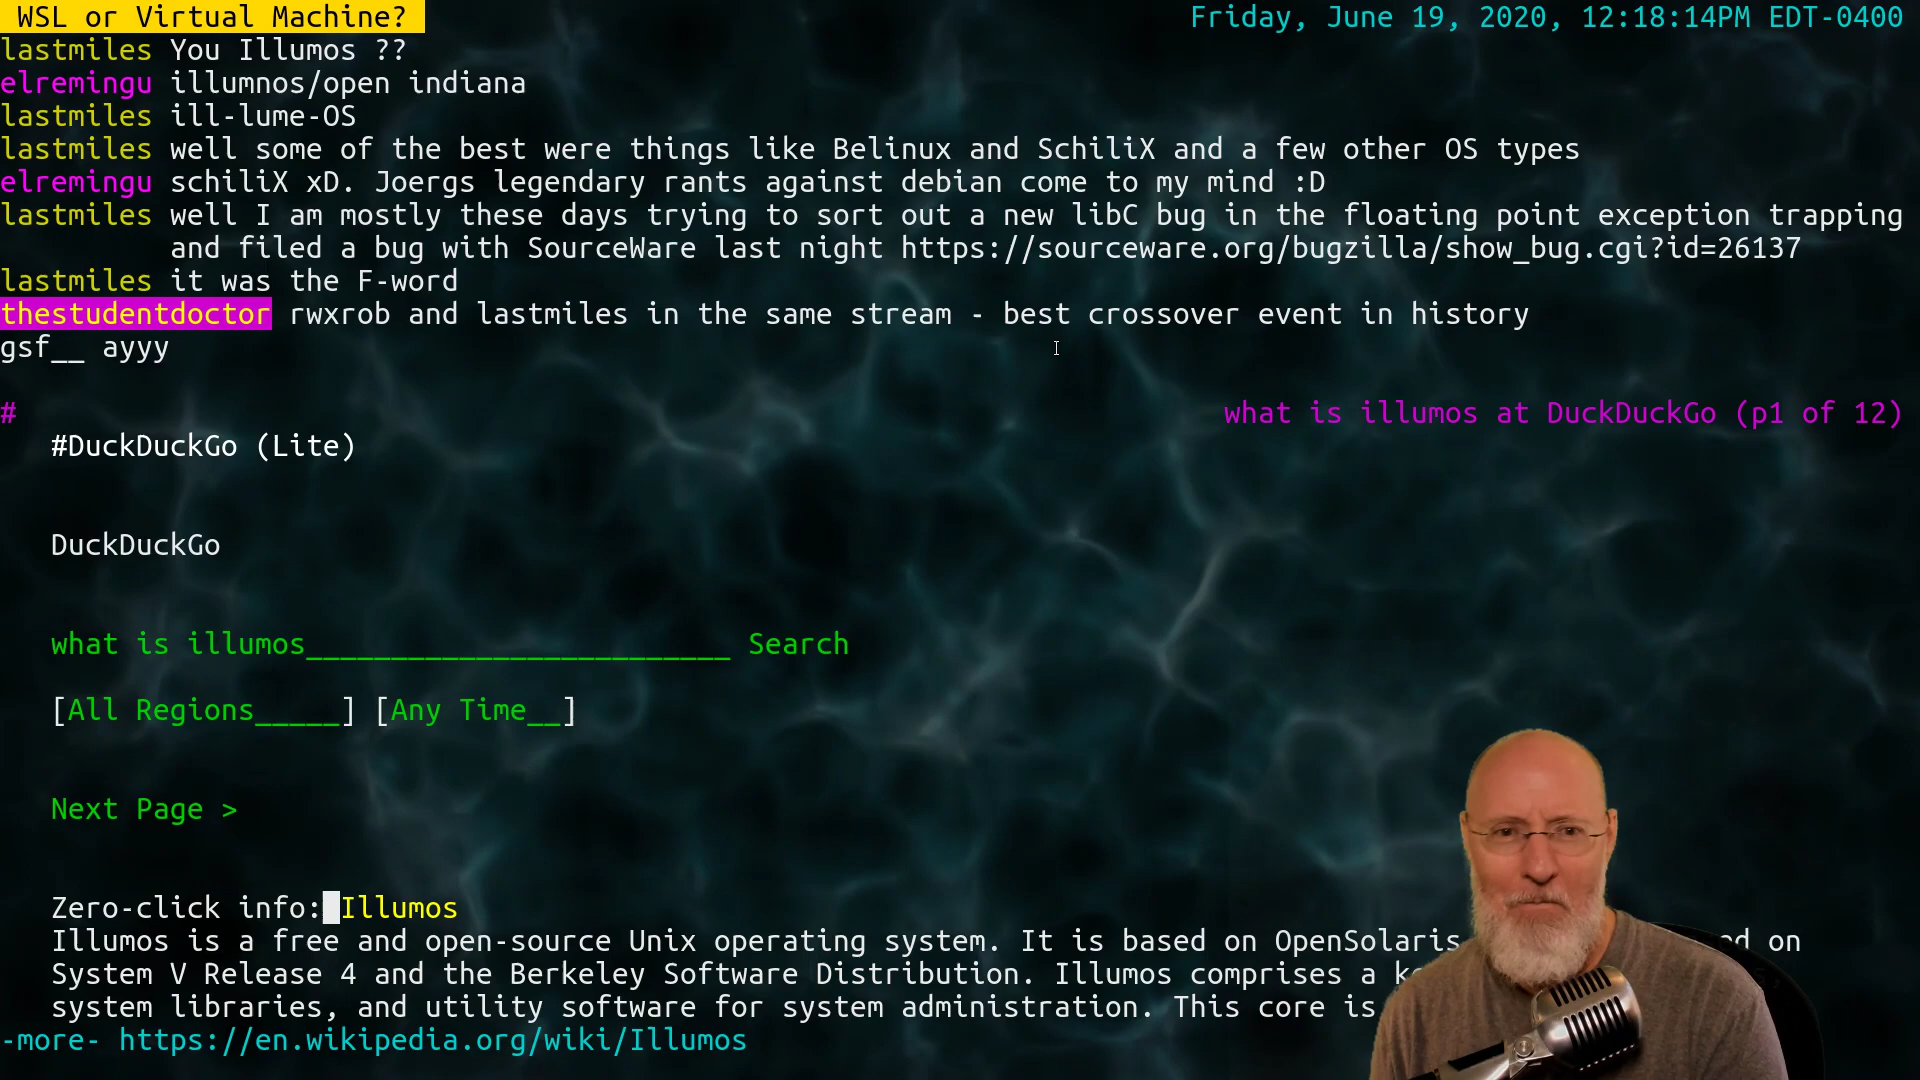 WSL or Virtual Machine? Friday, June 19, 2020, 12:18:14PM EDT-0400
lastmiles You Illumos ??
elremingu illumnos/open indiana
lastmiles ill-lume-OS
lastmiles well some of the best were things like Belinux and SchiliX and a few other OS types
elremingu schiliX xD. Joergs legendary rants against debian come to my mind :D
lastmiles well I am mostly these days trying to sort out a new libC bug in the floating point exception trapping
and filed a bug with SourceWare last night https://sourceware.org/bugzilla/show_bug.cgi?id=26137
lastmiles it was the F-word
thestudentdoctor rwxrob and lastmiles in the same stream - best crossover event in history
gsf__ ayyy
# what is illumos at DuckDuckGo (p1 of 12)
#DuckDuckGo (Lite)
DuckDuckGo
what is illumos_________________________ Search
[All Regions_____] [Any Time__]
Next Page >
Zero-click info: Illumos
Illumos is a free and open-source Unix operating system. It is based on OpenSolaris on
System V Release 4 and the Berkeley Software Distribution. Illumos comprises a
system libraries, and utility software for system administration. This core is
-more- https://en.wikipedia.org/wiki/Illumos